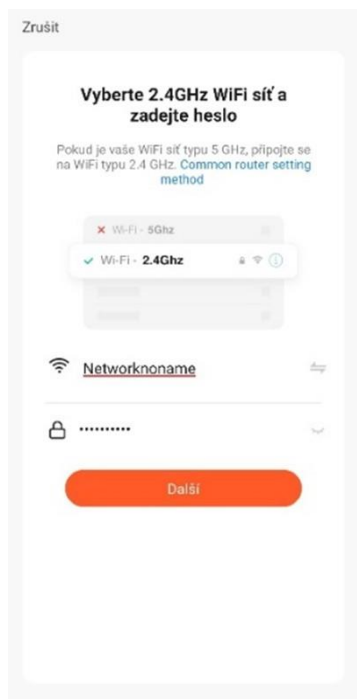 Zrušit
Vyberte 2.4GHz WiFi síť a
zadejte heslo
Pokud je vaše WiFi síť typu 5 GHz, připojte se
na WiFi typu 2.4 GHz. Common router setting
method
Wi-Fi - 5Ghz
Wi-Fi - 2.4Ghz
Networknoname
••••••••••
Další